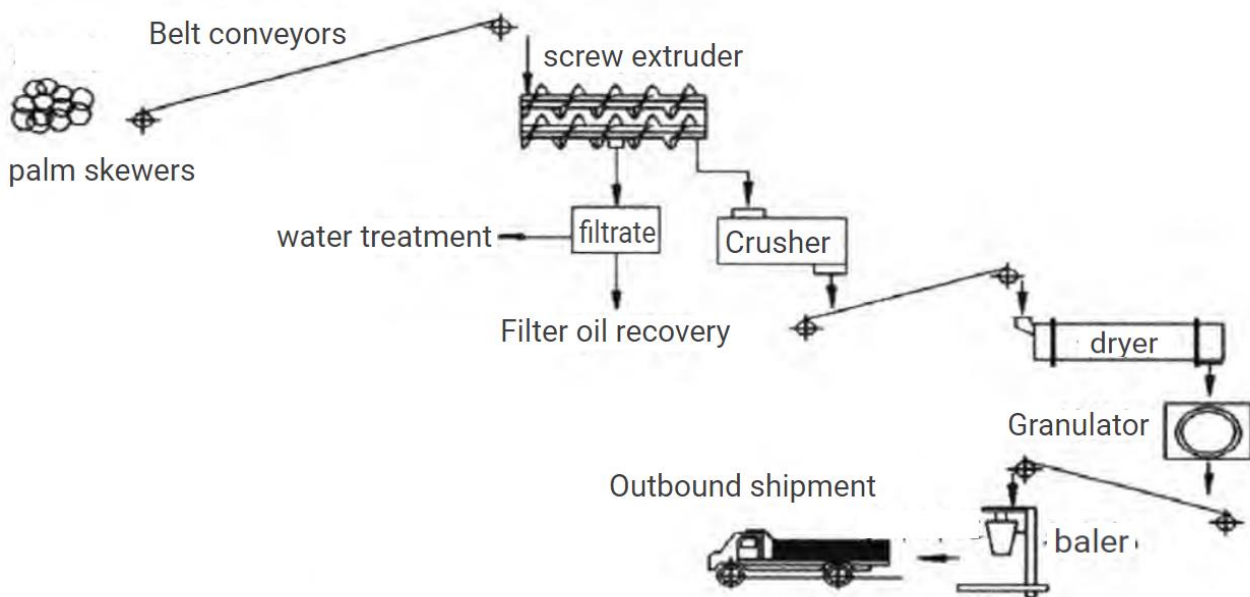 Belt conveyors
screw extruder
palm skewers
water treatment
filtrate
Crusher
Filter oil recovery
dryer
Granulator
Outbound shipment
baler